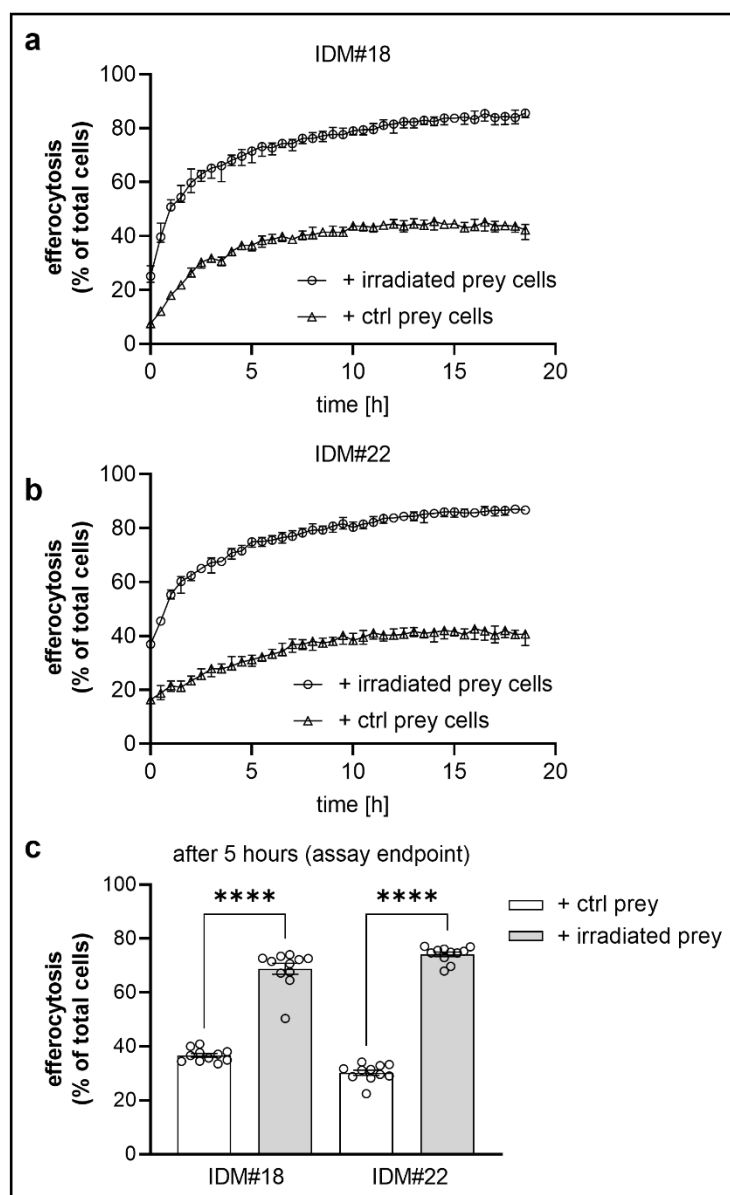 a
IDM#18
efferocytosis
(% of total cells)
100
80
60
40
20
0
+ irradiated prey cells
+ ctrl prey cells
0 5 10 15 20
time [h]
b
IDM#22
efferocytosis
(% of total cells)
100
80
60
40
20
0
+ irradiated prey cells
+ ctrl prey cells
0 5 10 15 20
time [h]
c
after 5 hours (assay endpoint)
efferocytosis
(% of total cells)
100
80
60
40
20
0
**** ****
+ ctrl prey
+ irradiated prey
IDM#18 IDM#22